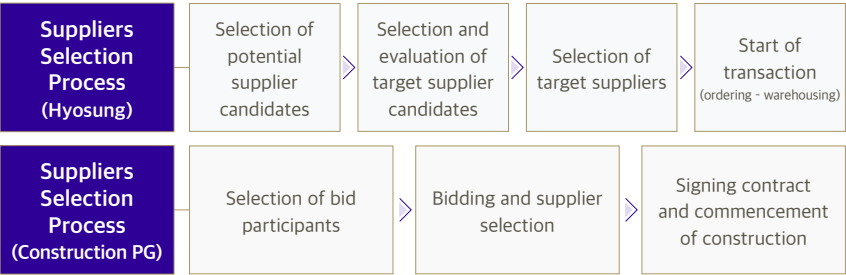 Suppliers
Selection
Process
(Hyosung)
Selection of
potential
supplier
candidates
Selection and
evaluation of
target supplier
candidates
Selection of
target suppliers
Start of
transaction
(ordering - warehousing)
Suppliers
Selection
Process
(Construction PG)
Selection of bid
participants
Bidding and supplier
selection
Signing contract
and commencement
of construction